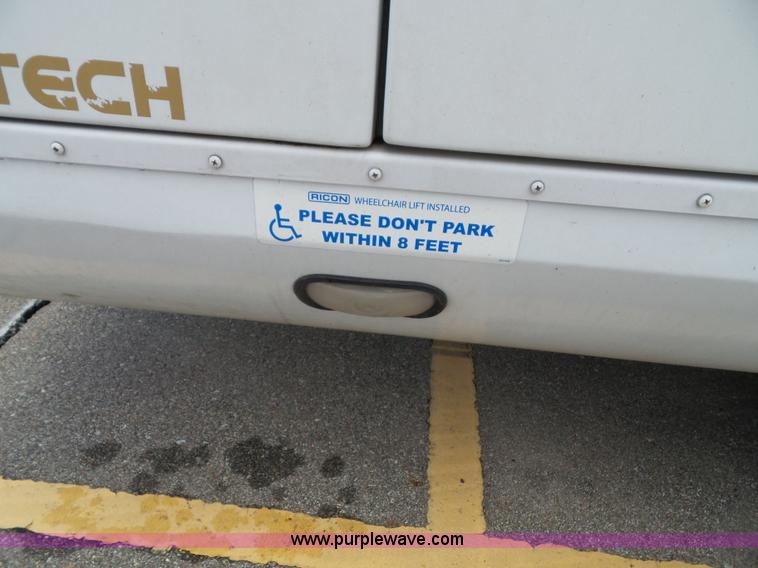 TECH
RICON WHEELCHAIR LIFT INSTALLED
PLEASE DON'T PARK
WITHIN 8 FEET
www.purplewave.com